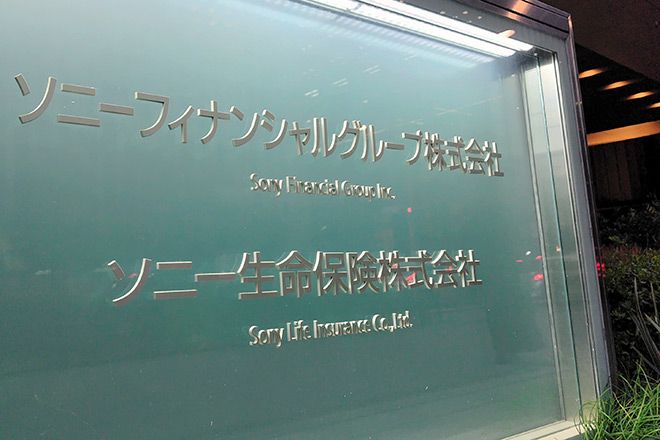 ソニーフィナンシャルグループ株式会社
Sony Financial Group Inc.
ソニー生命保険株式会社
Sony Life Insurance Co.,Ltd.